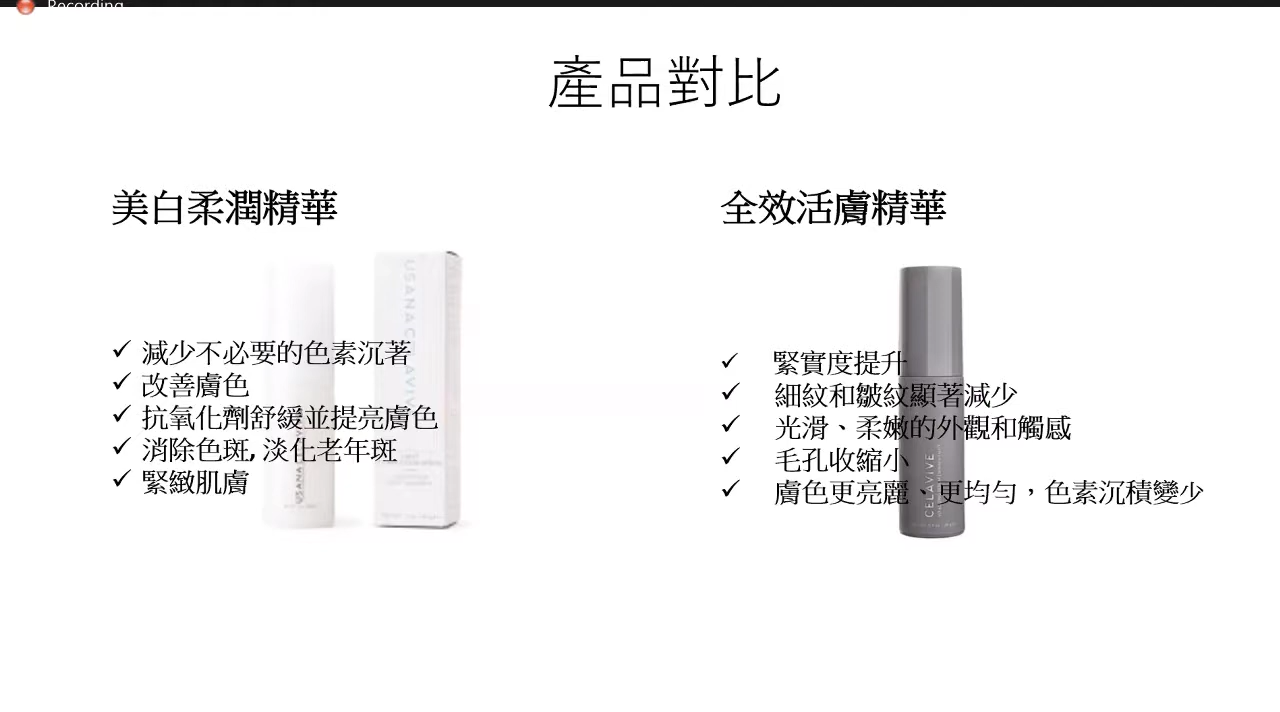 Recording
產品對比
美白柔潤精華
減少不必要的色素沉著
改善膚色
抗氧化劑舒緩並提亮膚色
消除色斑, 淡化老年斑
緊緻肌膚
USANA
全效活膚精華
緊實度提升
細紋和皺紋顯著減少
光滑、柔嫩的外觀和觸感
毛孔收縮小
膚色更亮麗、更均勻，色素沉積變少
CELAVIVE